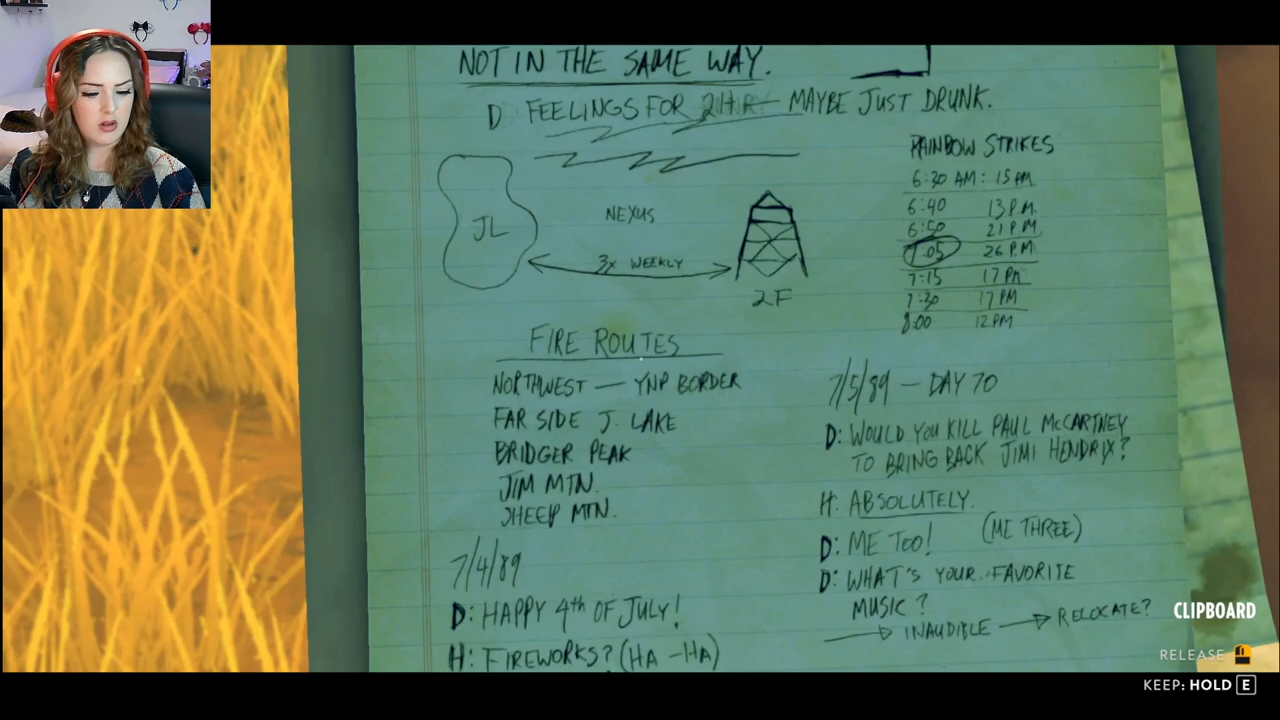 NOT IN THE SAME WAY.
D FEELINGS FOR MAYBE JUST DRUNK.
JL
NEXUS
3x WEEKLY
2F
RAINBOW STRIKES
6:30 AM: 15 PM
6:40 13 P.M.
6:50 21 P.M.
7:05 26 P.M
7:15 17 PM
7:30 17 PM
8:00 12 PM
FIRE ROUTES
NORTHWEST — YNP BORDER
FAR SIDE J. LAKE
BRIDGER PEAK
JIM MTN.
SHEEP MTN.
7/4/89
D: HAPPY 4th OF JULY!
H: FIREWORKS? (HA-HA)
7/5/89 — DAY 70
D: WOULD YOU KILL PAUL McCARTNEY
TO BRING BACK JIMI HENDRIX?
H: ABSOLUTELY.
D: ME TOO! (ME THREE)
D: WHAT'S YOUR FAVORITE
MUSIC?
→ INAUDIBLE → RELOCATE?
CLIPBOARD
RELEASE
KEEP: HOLD E